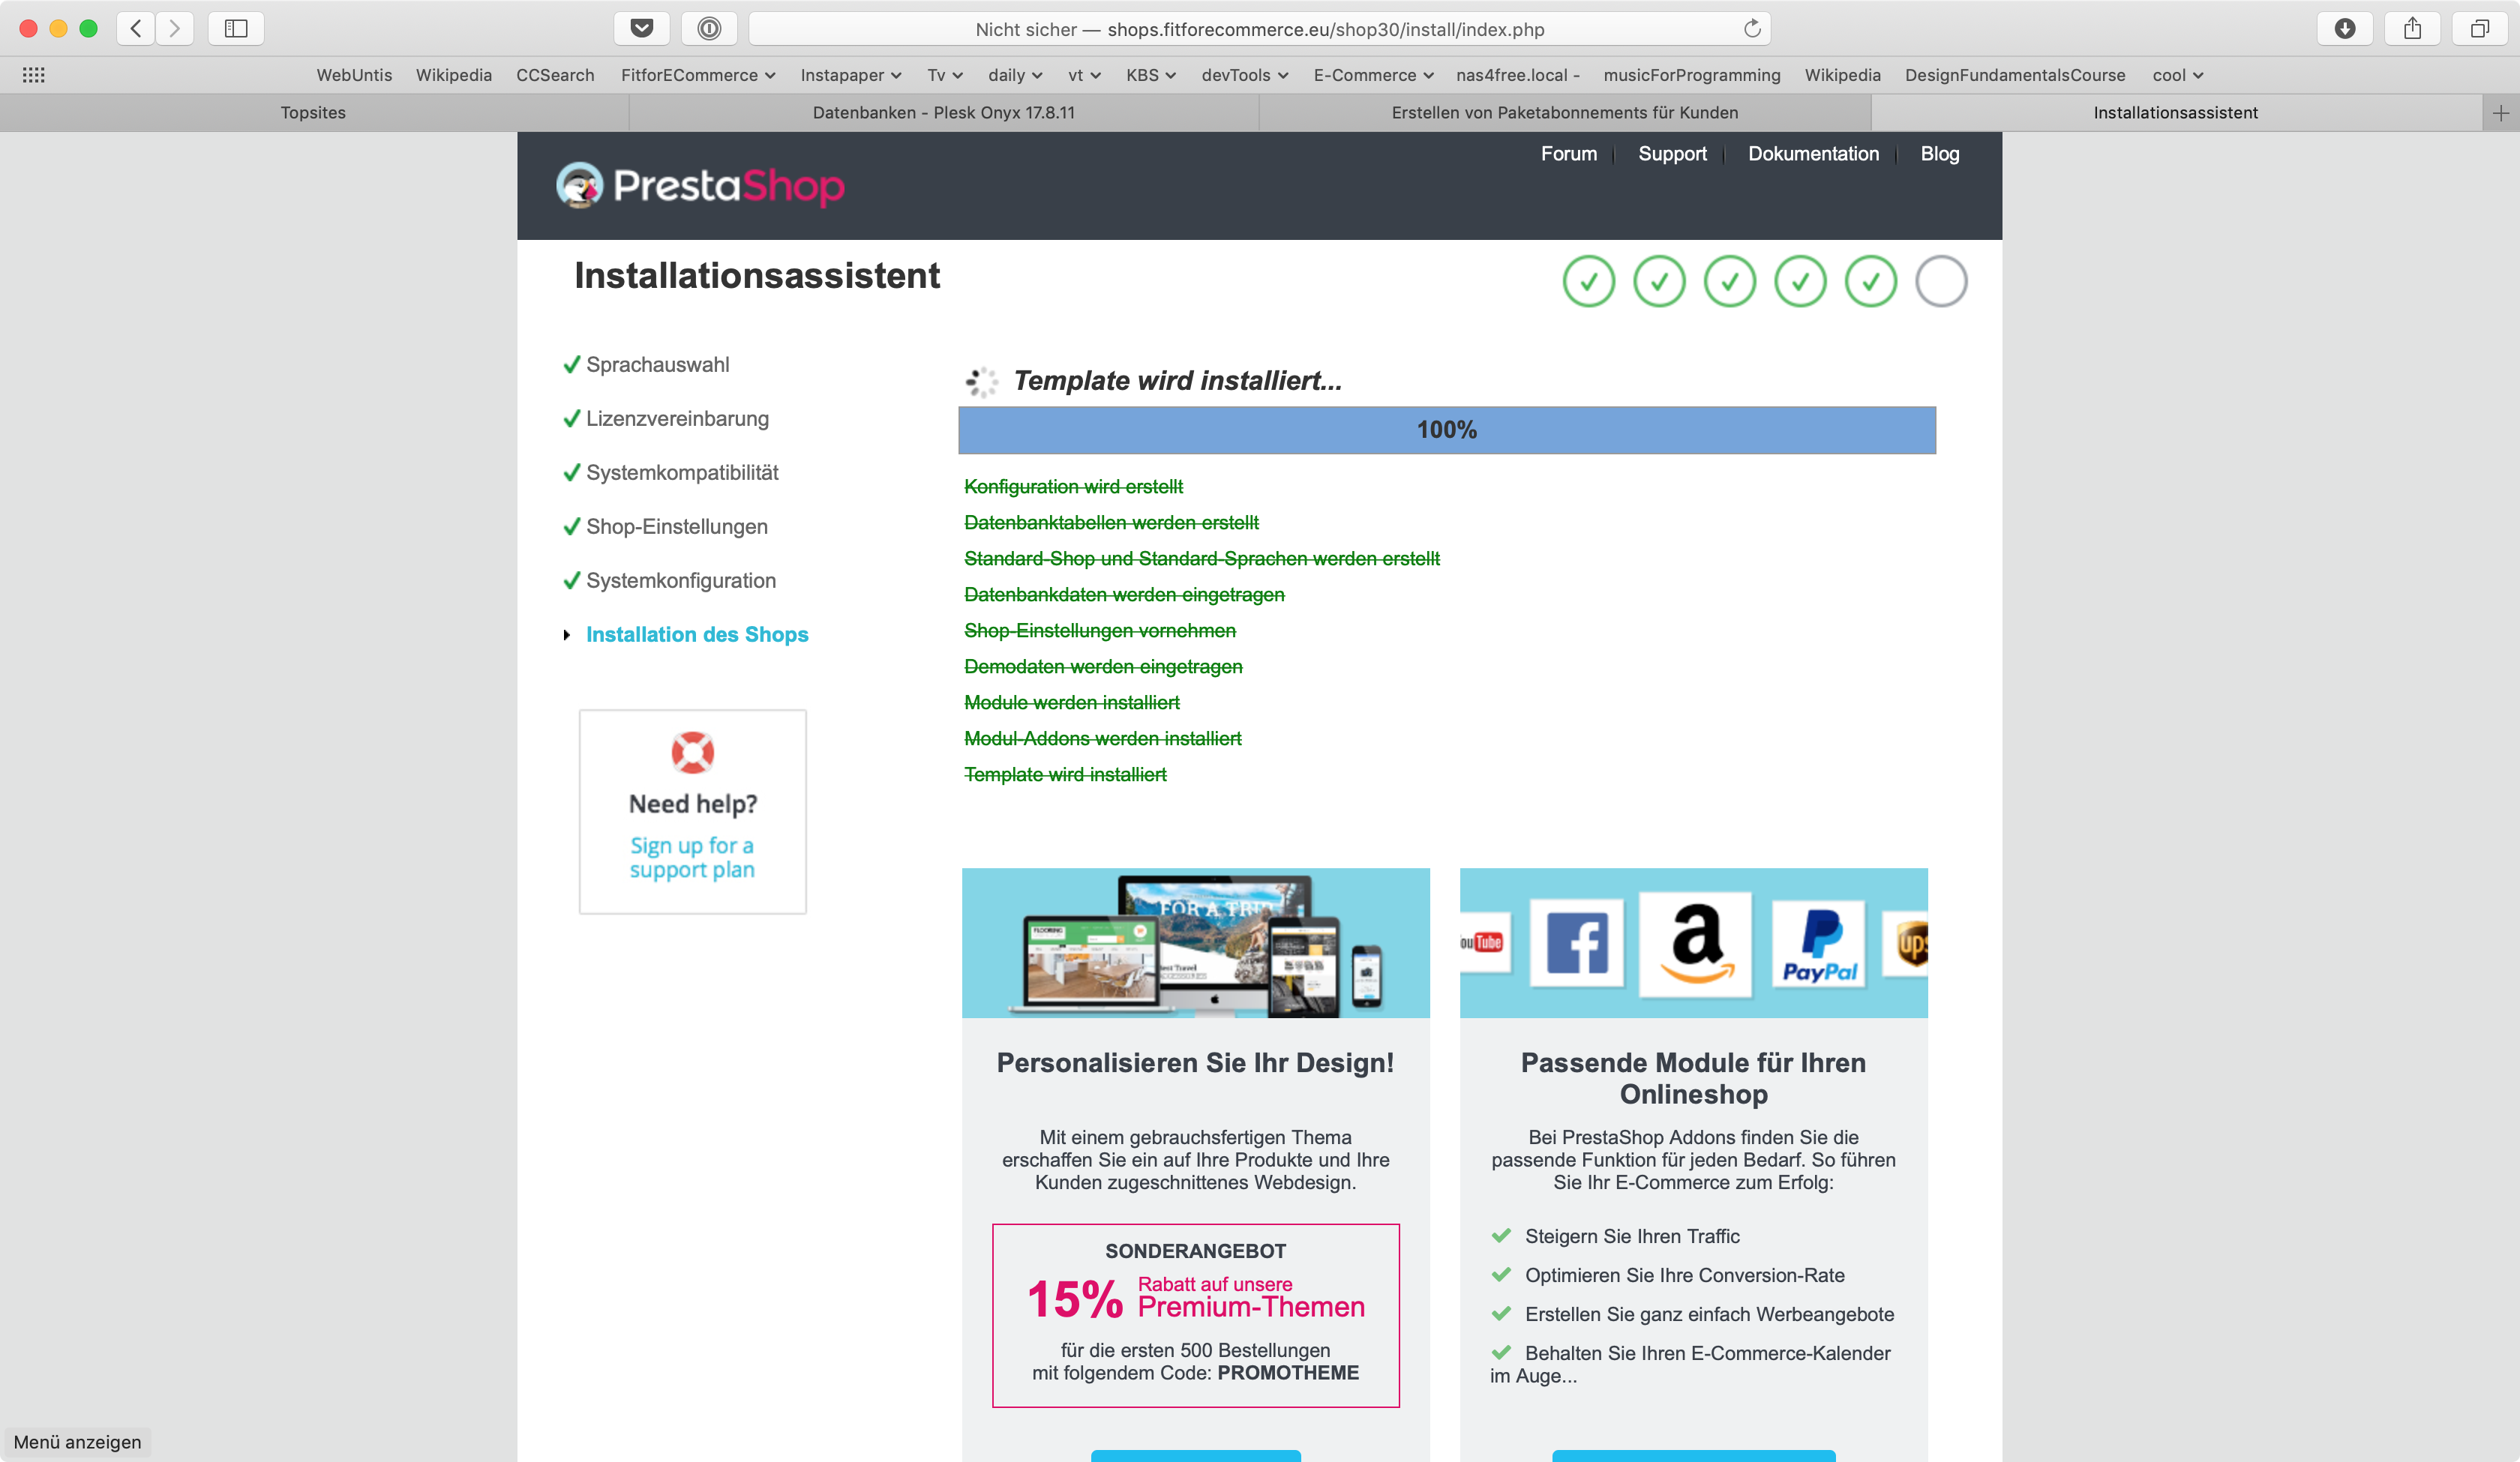 Nicht sicher — shops.fitforecommerce.eu/shop30/install/index.php
WebUntis Wikipedia CCSearch FitforECommerce Instapaper Tv daily vt KBS devTools E-Commerce nas4free.local - musicForProgramming Wikipedia DesignFundamentalsCourse cool
Topsites Datenbanken - Plesk Onyx 17.8.11 Erstellen von Paketabonnements für Kunden Installationsassistent
Forum Support Dokumentation Blog
PrestaShop
Installationsassistent
Sprachauswahl
Lizenzvereinbarung
Systemkompatibilität
Shop-Einstellungen
Systemkonfiguration
Installation des Shops
Need help?
Sign up for a
support plan
Template wird installiert...
100%
Konfiguration wird erstellt
Datenbanktabellen werden erstellt
Standard-Shop und Standard-Sprachen werden erstellt
Datenbankdaten werden eingetragen
Shop-Einstellungen vornehmen
Demodaten werden eingetragen
Module werden installiert
Modul-Addons werden installiert
Template wird installiert
FOR A
FLOORING
Best Travel
ACCESSORIES
Personalisieren Sie Ihr Design!
Mit einem gebrauchsfertigen Thema
erschaffen Sie ein auf Ihre Produkte und Ihre
Kunden zugeschnittenes Webdesign.
SONDERANGEBOT
15% Rabatt auf unsere
Premium-Themen
für die ersten 500 Bestellungen
mit folgendem Code: PROMOTHEME
ouTube
PayPal
ups
Passende Module für Ihren
Onlineshop
Bei PrestaShop Addons finden Sie die
passende Funktion für jeden Bedarf. So führen
Sie Ihr E-Commerce zum Erfolg:
Steigern Sie Ihren Traffic
Optimieren Sie Ihre Conversion-Rate
Erstellen Sie ganz einfach Werbeangebote
Behalten Sie Ihren E-Commerce-Kalender
im Auge...
Menü anzeigen